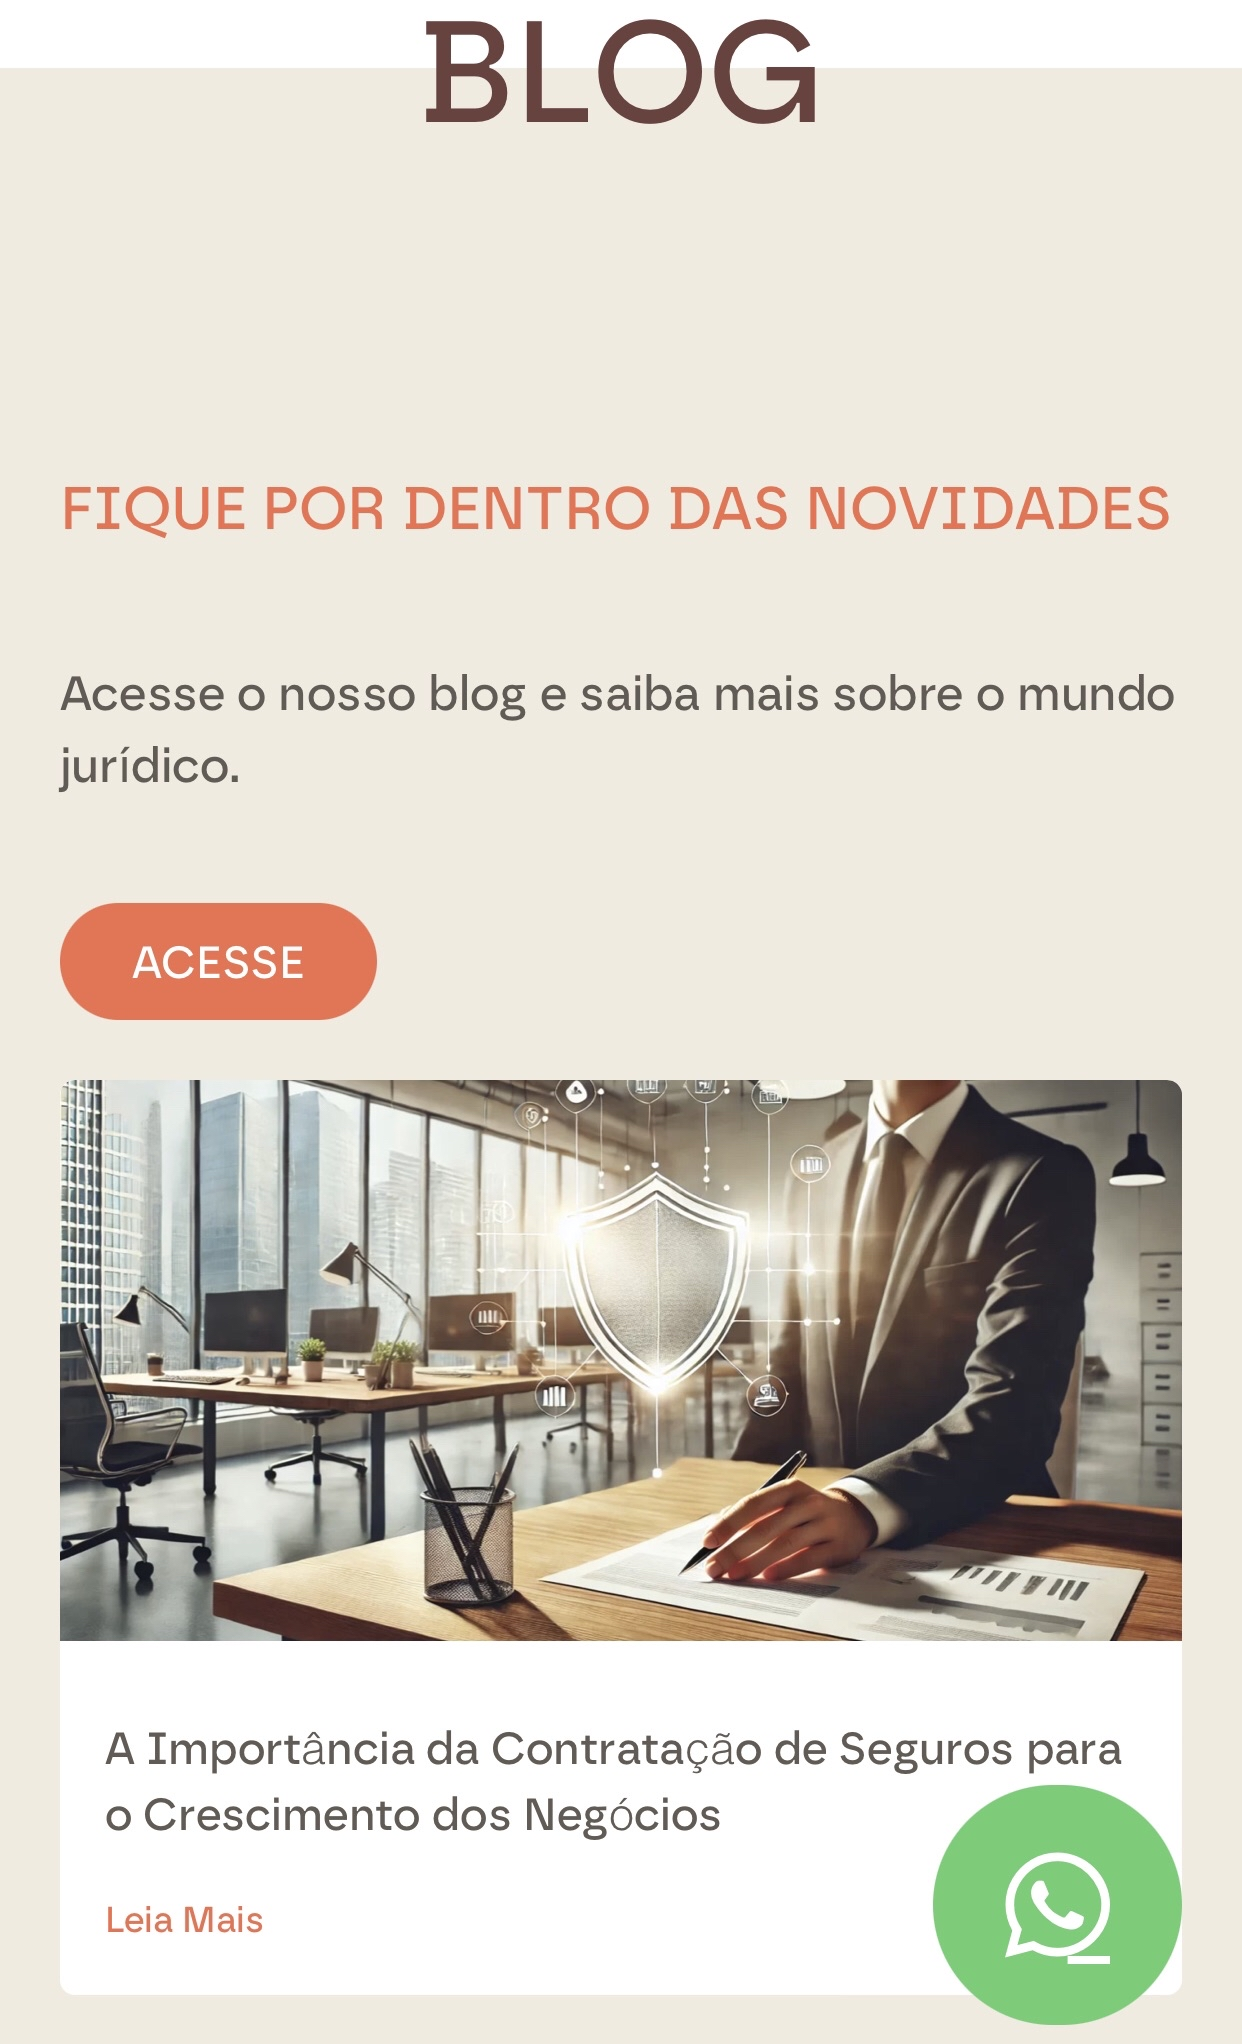 BLOG
FIQUE POR DENTRO DAS NOVIDADES
Acesse o nosso blog e saiba mais sobre o mundo
jurídico.
ACESSE
A Importância da Contratação de Seguros para
o Crescimento dos Negócios
Leia Mais